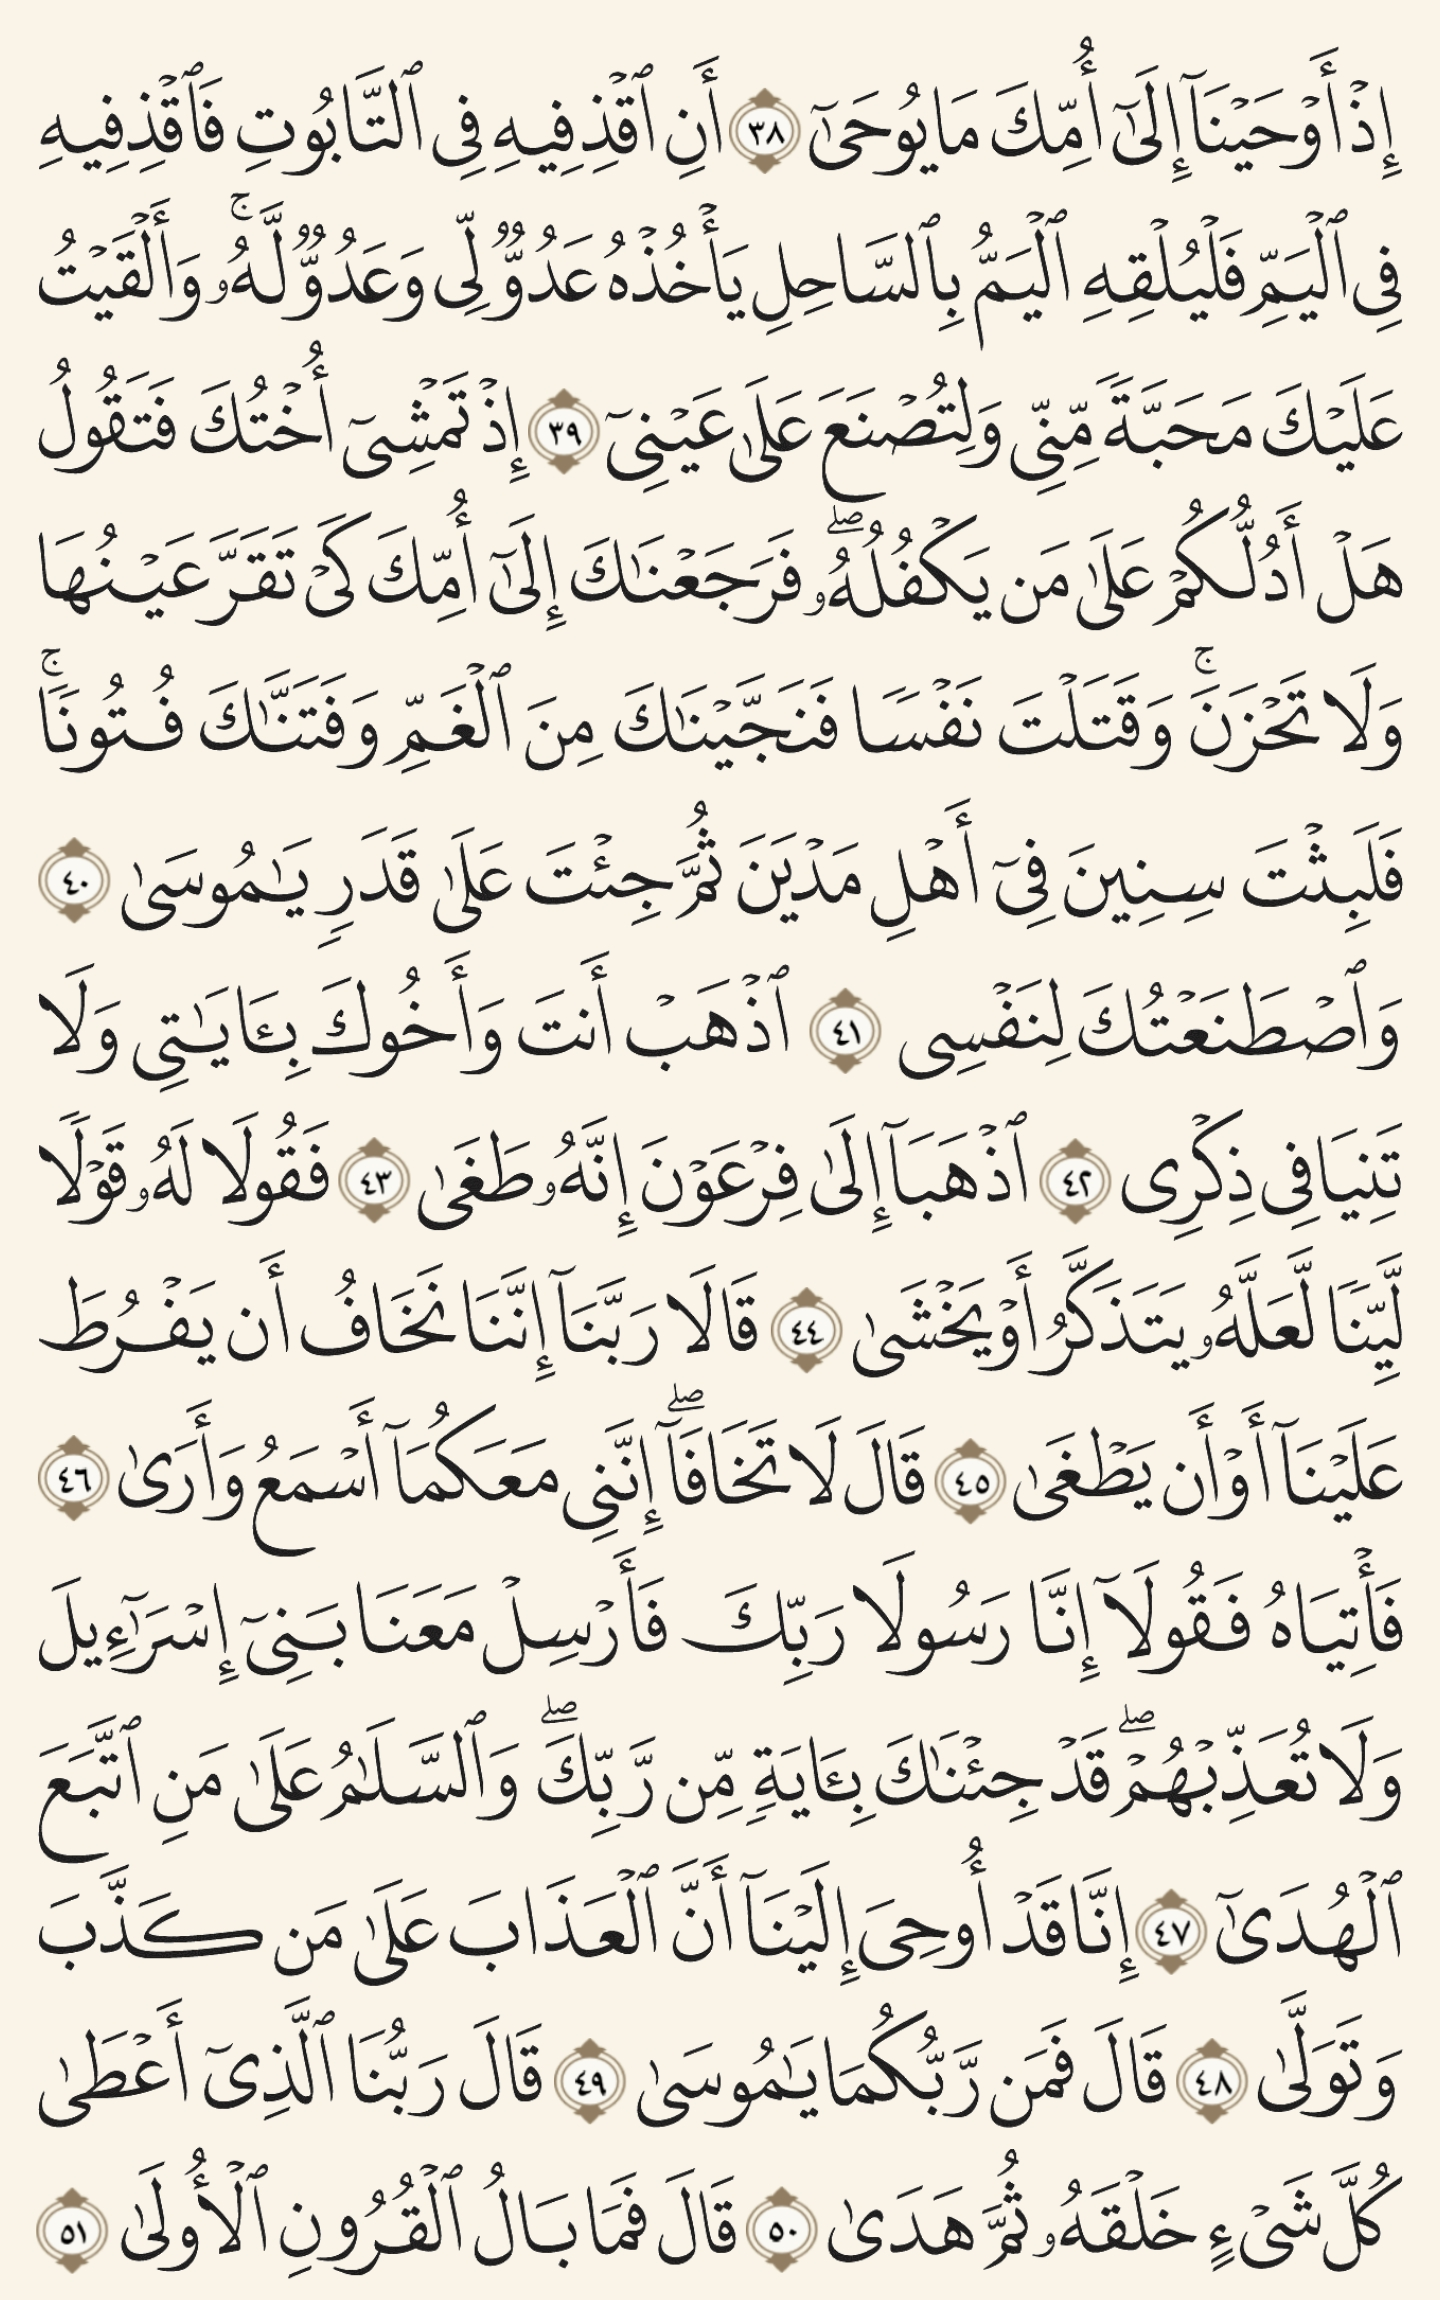 إِذْ أَوْحَيْنَآ إِلَىٰٓ أُمِّكَ مَا يُوحَىٰٓ ٣٨ أَنِ ٱقْذِفِيهِ فِى ٱلتَّابُوتِ فَٱقْذِفِيهِ
فِى ٱلْيَمِّ فَلْيُلْقِهِ ٱلْيَمُّ بِٱلسَّاحِلِ يَأْخُذْهُ عَدُوٌّ لِّى وَعَدُوٌّ لَّهُۥ ۚ وَأَلْقَيْتُ
عَلَيْكَ مَحَبَّةً مِّنِّى وَلِتُصْنَعَ عَلَىٰ عَيْنِىٓ ٣٩ إِذْ تَمْشِىٓ أُخْتُكَ فَتَقُولُ
هَلْ أَدُلُّكُمْ عَلَىٰ مَن يَكْفُلُهُۥ ۖ فَرَجَعْنَـٰكَ إِلَىٰٓ أُمِّكَ كَىْ تَقَرَّ عَيْنُهَا
وَلَا تَحْزَنَ ۚ وَقَتَلْتَ نَفْسًا فَنَجَّيْنَـٰكَ مِنَ ٱلْغَمِّ وَفَتَنَّـٰكَ فُتُونًا ۚ
فَلَبِثْتَ سِنِينَ فِىٓ أَهْلِ مَدْيَنَ ثُمَّ جِئْتَ عَلَىٰ قَدَرٍ يَـٰمُوسَىٰ ٤٠
وَٱصْطَنَعْتُكَ لِنَفْسِى ٤١ ٱذْهَبْ أَنتَ وَأَخُوكَ بِـَٔايَـٰتِى وَلَا
تَنِيَا فِى ذِكْرِى ٤٢ ٱذْهَبَآ إِلَىٰ فِرْعَوْنَ إِنَّهُۥ طَغَىٰ ٤٣ فَقُولَا لَهُۥ قَوْلًا
لَّيِّنًا لَّعَلَّهُۥ يَتَذَكَّرُ أَوْ يَخْشَىٰ ٤٤ قَالَا رَبَّنَآ إِنَّنَا نَخَافُ أَن يَفْرُطَ
عَلَيْنَآ أَوْ أَن يَطْغَىٰ ٤٥ قَالَ لَا تَخَافَآ ۖ إِنَّنِى مَعَكُمَآ أَسْمَعُ وَأَرَىٰ ٤٦
فَأْتِيَاهُ فَقُولَآ إِنَّا رَسُولَا رَبِّكَ فَأَرْسِلْ مَعَنَا بَنِىٓ إِسْرَٰٓءِيلَ
وَلَا تُعَذِّبْهُمْ ۖ قَدْ جِئْنَـٰكَ بِـَٔايَةٍ مِّن رَّبِّكَ ۖ وَٱلسَّلَـٰمُ عَلَىٰ مَنِ ٱتَّبَعَ
ٱلْهُدَىٰٓ ٤٧ إِنَّا قَدْ أُوحِىَ إِلَيْنَآ أَنَّ ٱلْعَذَابَ عَلَىٰ مَن كَذَّبَ
وَتَوَلَّىٰ ٤٨ قَالَ فَمَن رَّبُّكُمَا يَـٰمُوسَىٰ ٤٩ قَالَ رَبُّنَا ٱلَّذِىٓ أَعْطَىٰ
كُلَّ شَىْءٍ خَلْقَهُۥ ثُمَّ هَدَىٰ ٥٠ قَالَ فَمَا بَالُ ٱلْقُرُونِ ٱلْأُولَىٰ ٥١